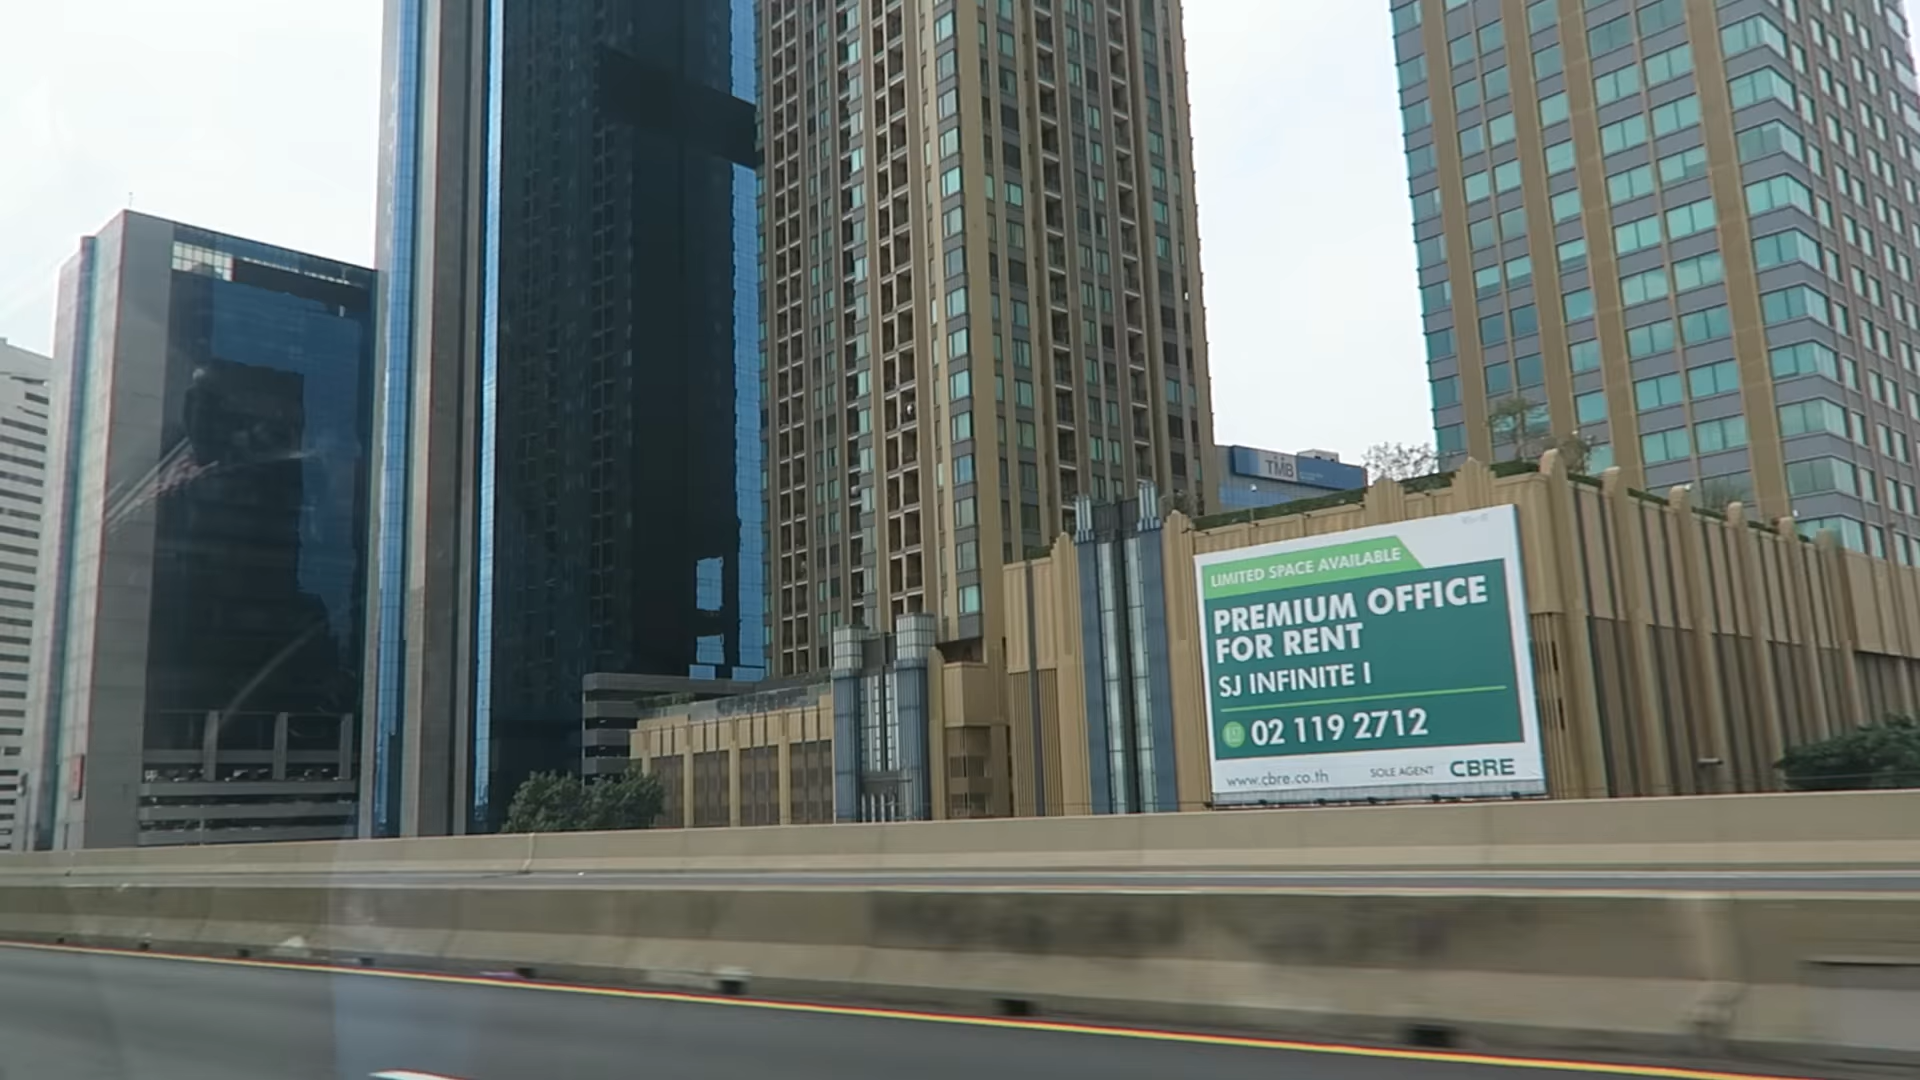 TMB
LIMITED SPACE AVAILABLE
PREMIUM OFFICE
FOR RENT
SJ INFINITE I
02 119 2712
www.cbre.co.th
SOLE AGENT CBRE